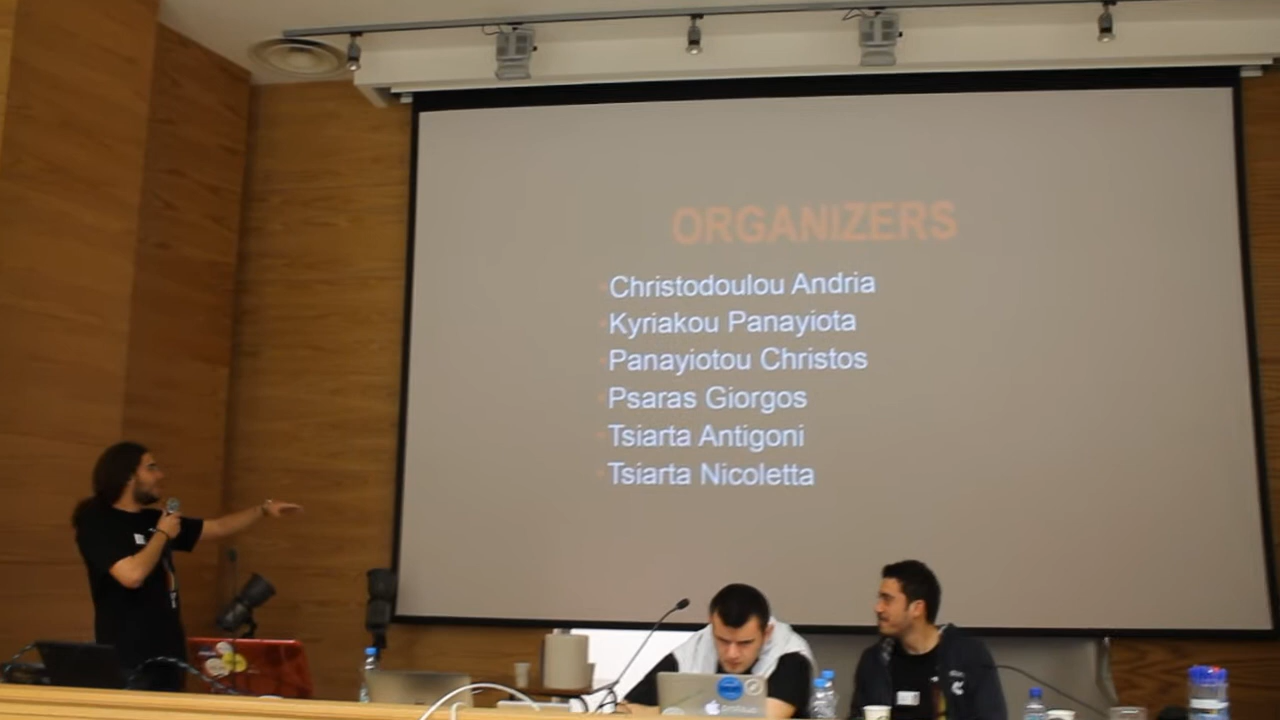 ORGANIZERS
Christodoulou Andria
Kyriakou Panayiota
Panayiotou Christos
Psaras Giorgos
Tsiarta Antigoni
Tsiarta Nicoletta